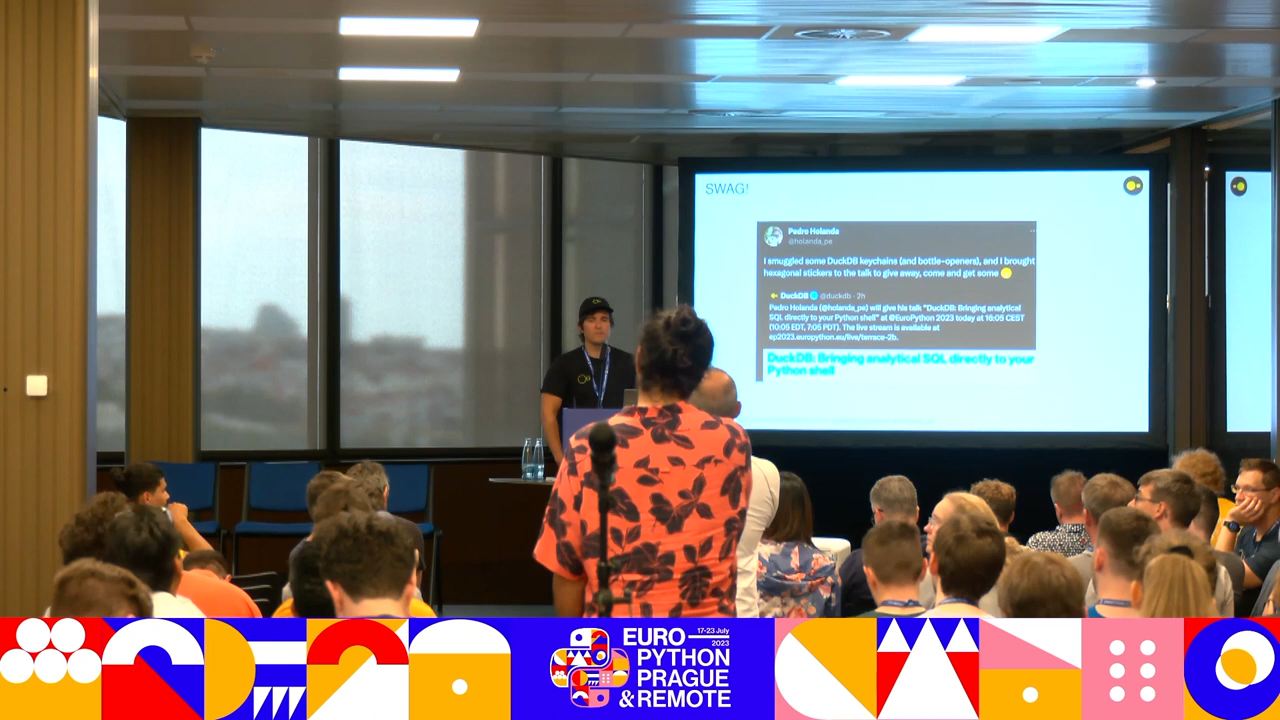 SWAG!
Pedro Holanda
@holanda_pe
I smuggled some DuckDB keychains (and bottle-openers), and I brought
hexagonal stickers to the talk to give away, come and get some
DuckDB @duckdb · 2h
Pedro Holanda (@holanda_pe) will give his talk "DuckDB: Bringing analytical
SQL directly to your Python shell" at @EuroPython 2023 today at 16:05 CEST
(10:05 EDT, 7:05 PDT). The live stream is available at
ep2023.europython.eu/live/terrace-2b.
DuckDB: Bringing analytical SQL directly to your
Python shell
EURO 17-23 July
2023
PYTHON
PRAGUE
& REMOTE